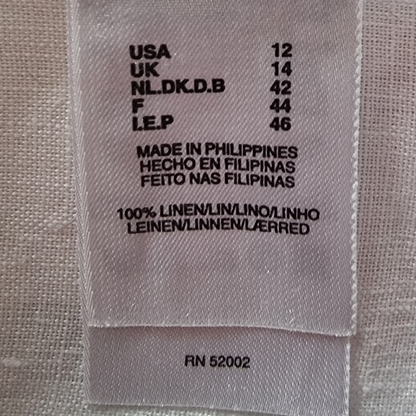 USA 12
UK 14
NL.DK.D.B 42
F 44
I.E.P 46
MADE IN PHILIPPINES
HECHO EN FILIPINAS
FEITO NAS FILIPINAS
100% LINEN/LIN/LINO/LINHO
LEINEN/LINNEN/LÆRRED
RN 52002